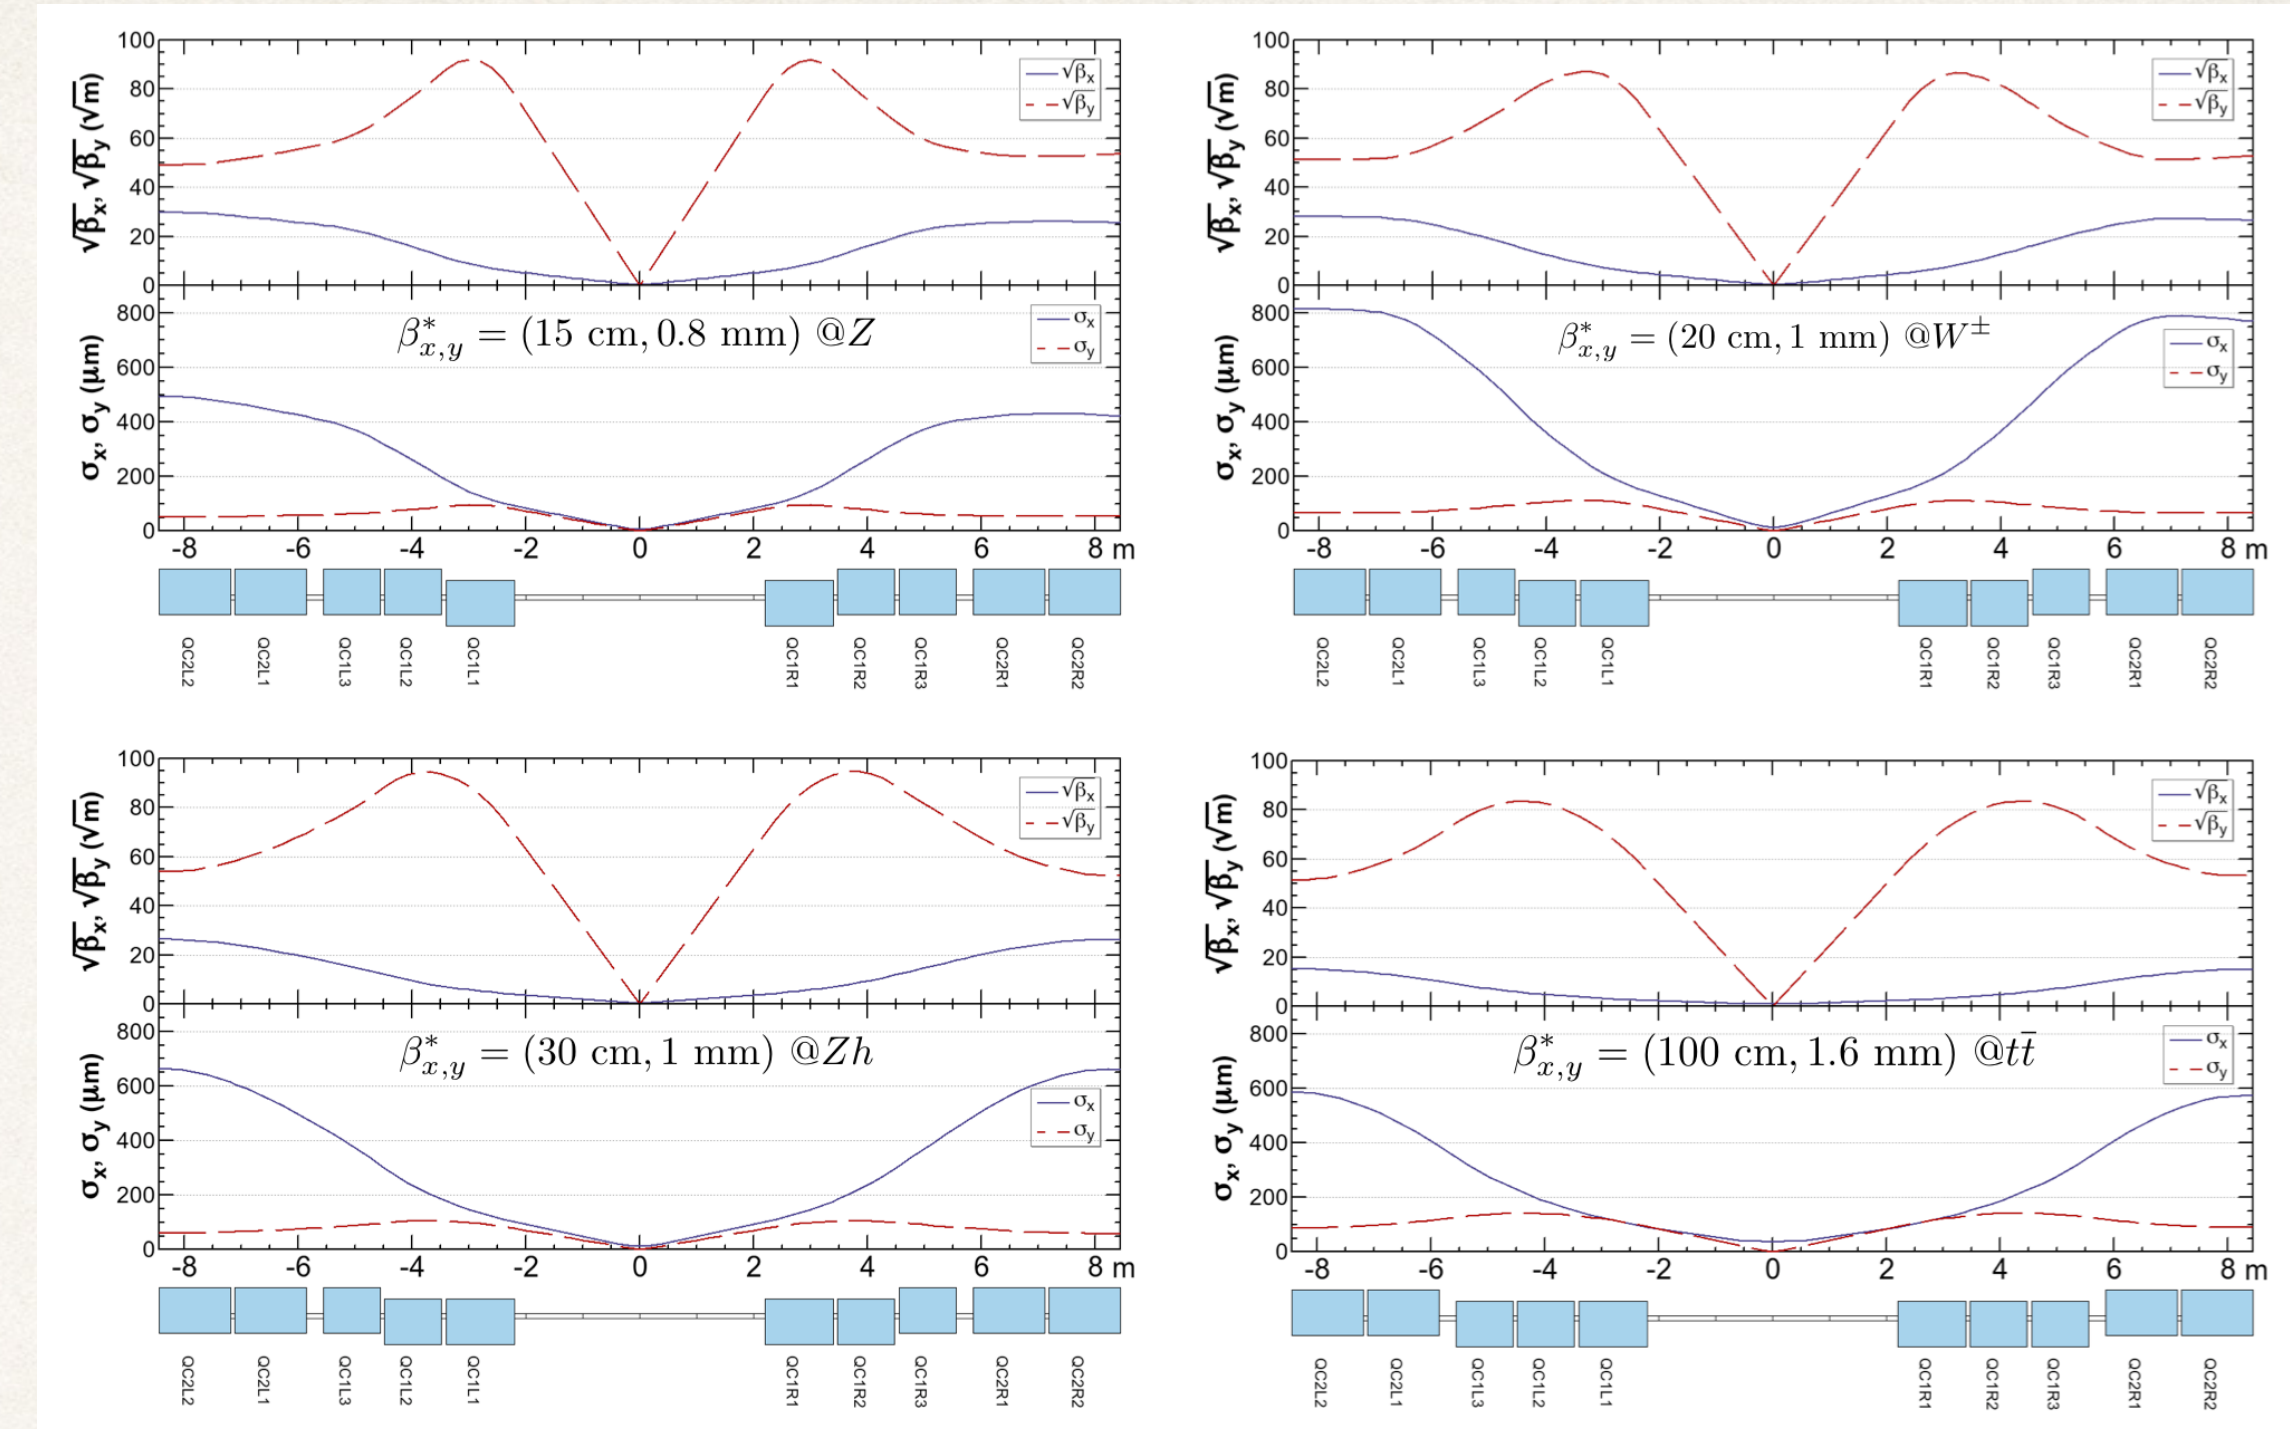 100
80
60
40
20
0
√βx, √βy (√m)
√βx
√βy
800
600
400
200
0
σx, σy (μm)
β*x,y = (15 cm, 0.8 mm) @Z
σx
σy
-8 -6 -4 -2 0 2 4 6 8 m
QC2L2 QC2L1 QC1L3 QC1L2 QC1L1 QC1R1 QC1R2 QC1R3 QC2R1 QC2R2
100
80
60
40
20
0
√βx, √βy (√m)
√βx
√βy
800
600
400
200
0
σx, σy (μm)
β*x,y = (20 cm, 1 mm) @W±
σx
σy
-8 -6 -4 -2 0 2 4 6 8 m
QC2L2 QC2L1 QC1L3 QC1L2 QC1L1 QC1R1 QC1R2 QC1R3 QC2R1 QC2R2
100
80
60
40
20
0
√βx, √βy (√m)
√βx
√βy
800
600
400
200
0
σx, σy (μm)
β*x,y = (30 cm, 1 mm) @Zh
σx
σy
-8 -6 -4 -2 0 2 4 6 8 m
QC2L2 QC2L1 QC1L3 QC1L2 QC1L1 QC1R1 QC1R2 QC1R3 QC2R1 QC2R2
100
80
60
40
20
0
√βx, √βy (√m)
√βx
√βy
800
600
400
200
0
σx, σy (μm)
β*x,y = (100 cm, 1.6 mm) @tt̄
σx
σy
-8 -6 -4 -2 0 2 4 6 8 m
QC2L2 QC2L1 QC1L3 QC1L2 QC1L1 QC1R1 QC1R2 QC1R3 QC2R1 QC2R2